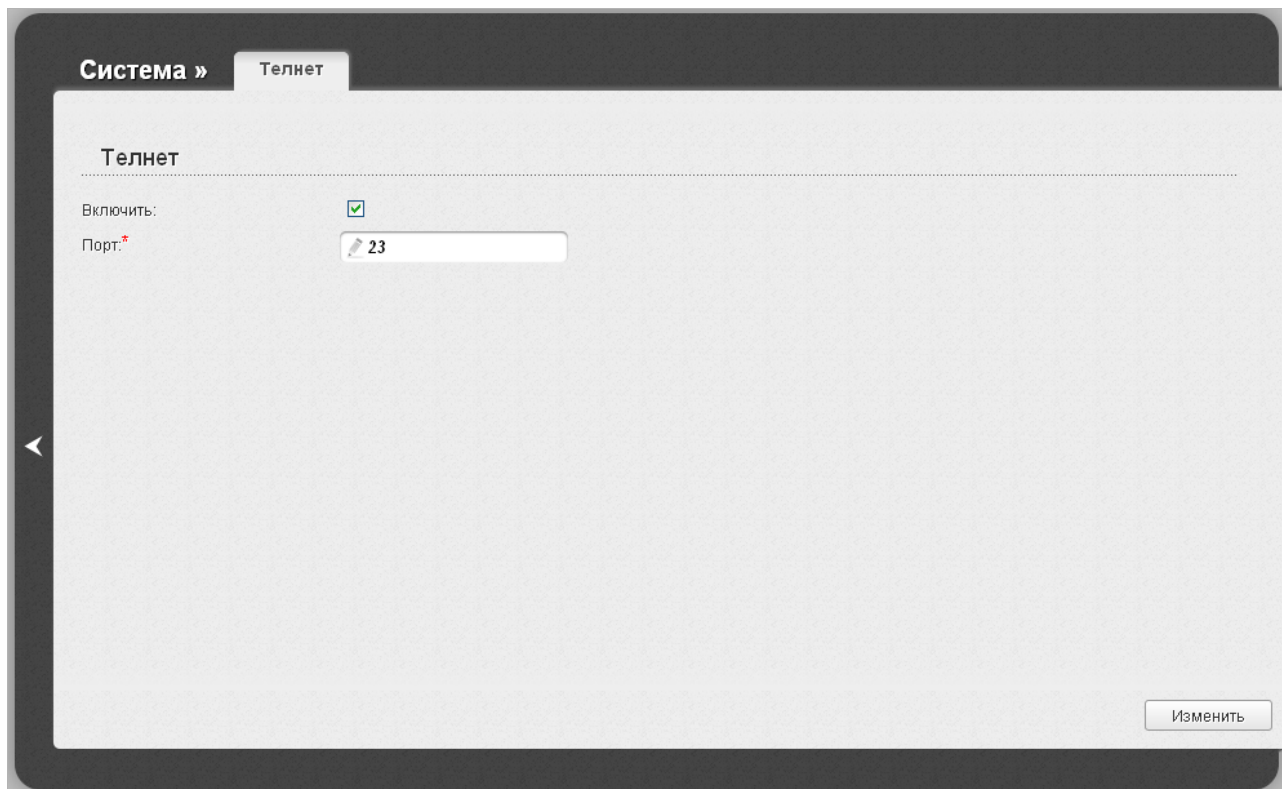 Система »
Телнет
Телнет
Включить:
Порт:*
23
Изменить